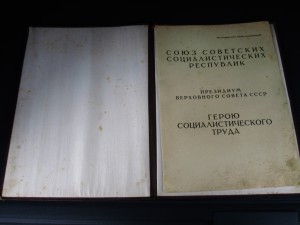 СОЮЗ СОВЕТСКИХ
СОЦИАЛИСТИЧЕСКИХ
РЕСПУБЛИК
ПРЕЗИДИУМ
ВЕРХОВНОГО СОВЕТА СССР
ГЕРОЮ
СОЦИАЛИСТИЧЕСКОГО
ТРУДА